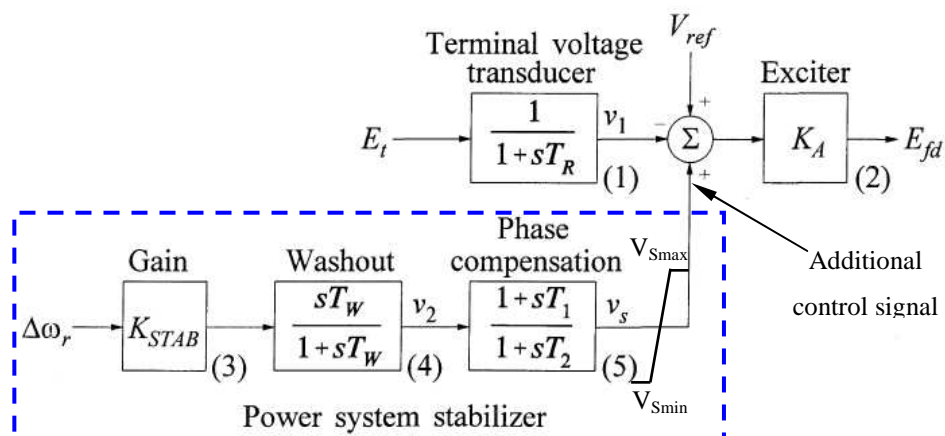 Terminal voltage
transducer
V_ref
Exciter
E_t
1
1+sT_R
(1)
v_1
−
+
Σ
+
K_A
(2)
E_fd
Gain
Washout
Phase
compensation
V_Smax
Additional
control signal
Δω_r
K_STAB
(3)
sT_W
1+sT_W
(4)
v_2
1+sT_1
1+sT_2
(5)
v_s
V_Smin
Power system stabilizer